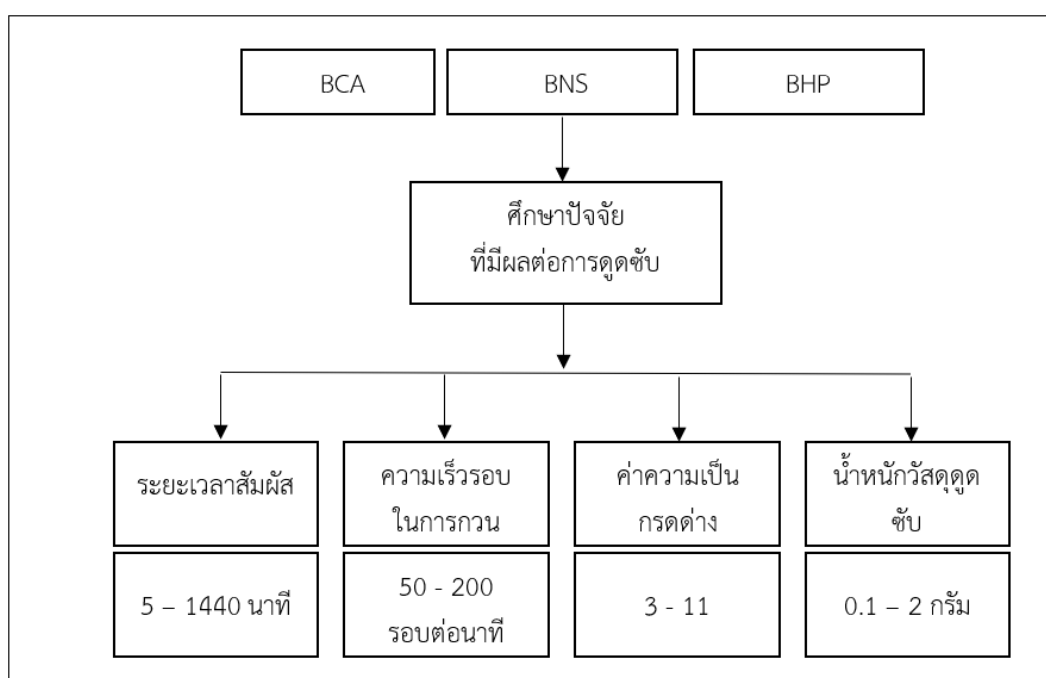 BCA
BNS
BHP
ศึกษาปัจจัย
ที่มีผลต่อการดูดซับ
ระยะเวลาสัมผัส
ความเร็วรอบ
ในการกวน
ค่าความเป็น
กรดด่าง
น้ำหนักวัสดุดูด
ซับ
5 – 1440 นาที
50 - 200
รอบต่อนาที
3 - 11
0.1 – 2 กรัม